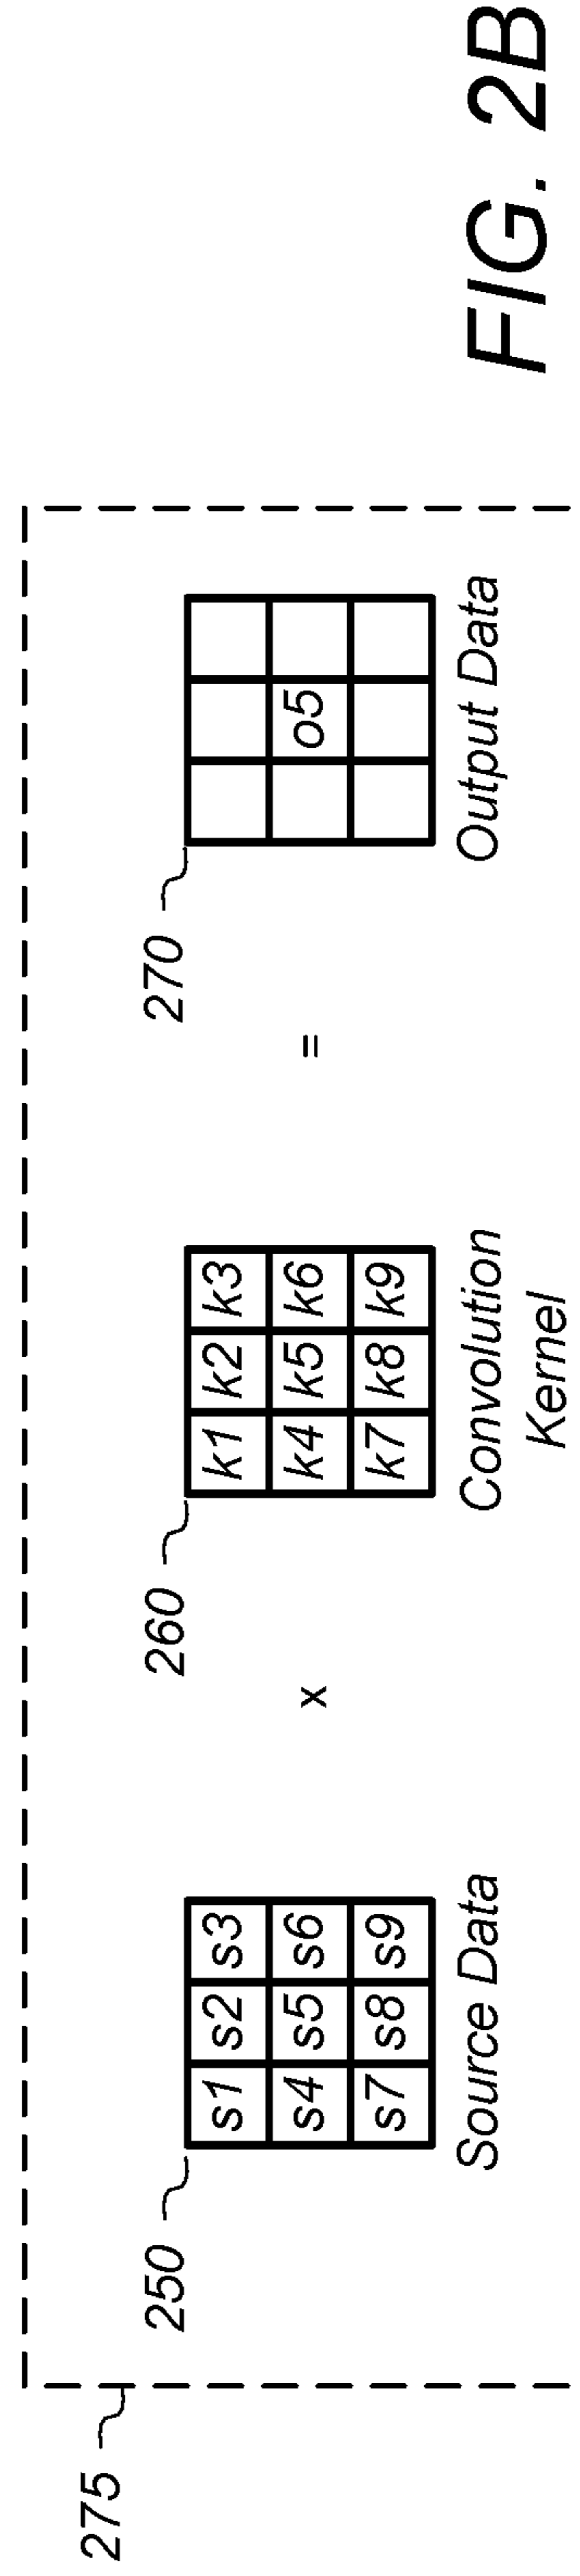 275
250
260
270
s1 s2 s3
s4 s5 s6
s7 s8 s9
x
k1 k2 k3
k4 k5 k6
k7 k8 k9
=
o5
Source Data
Convolution
Kernel
Output Data
FIG. 2B